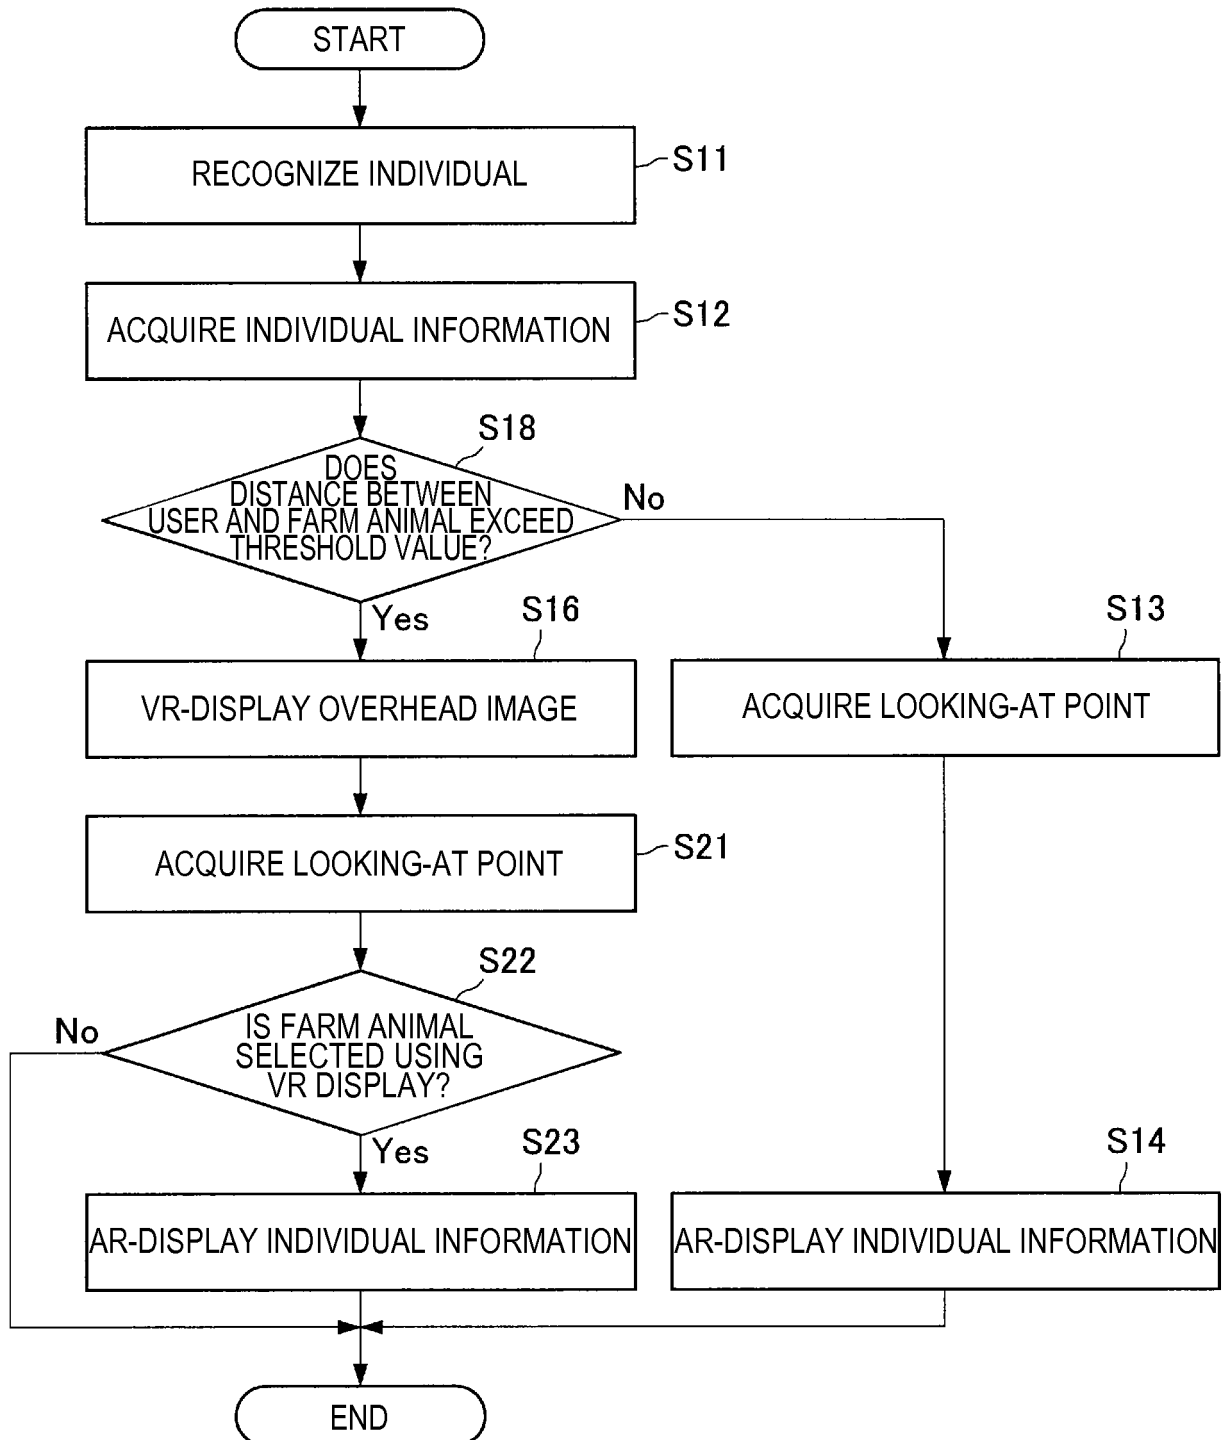 START
RECOGNIZE INDIVIDUAL
S11
ACQUIRE INDIVIDUAL INFORMATION
S12
S18
DOES
DISTANCE BETWEEN
USER AND FARM ANIMAL EXCEED
THRESHOLD VALUE?
No
Yes
S16
VR-DISPLAY OVERHEAD IMAGE
S13
ACQUIRE LOOKING-AT POINT
ACQUIRE LOOKING-AT POINT
S21
S22
IS FARM ANIMAL
SELECTED USING
VR DISPLAY?
No
Yes
S23
AR-DISPLAY INDIVIDUAL INFORMATION
S14
AR-DISPLAY INDIVIDUAL INFORMATION
END